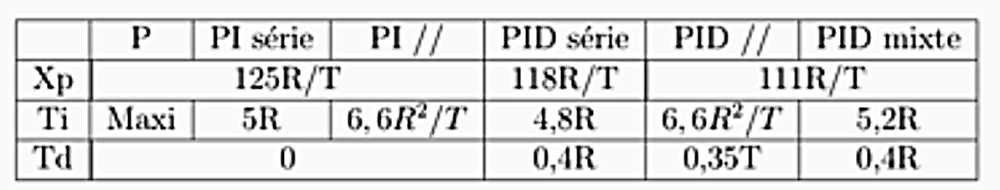 P PI série PI // PID série PID // PID mixte
Xp 125R/T 118R/T 111R/T
Ti Maxi 5R 6,6R²/T 4,8R 6,6R²/T 5,2R
Td 0 0,4R 0,35T 0,4R